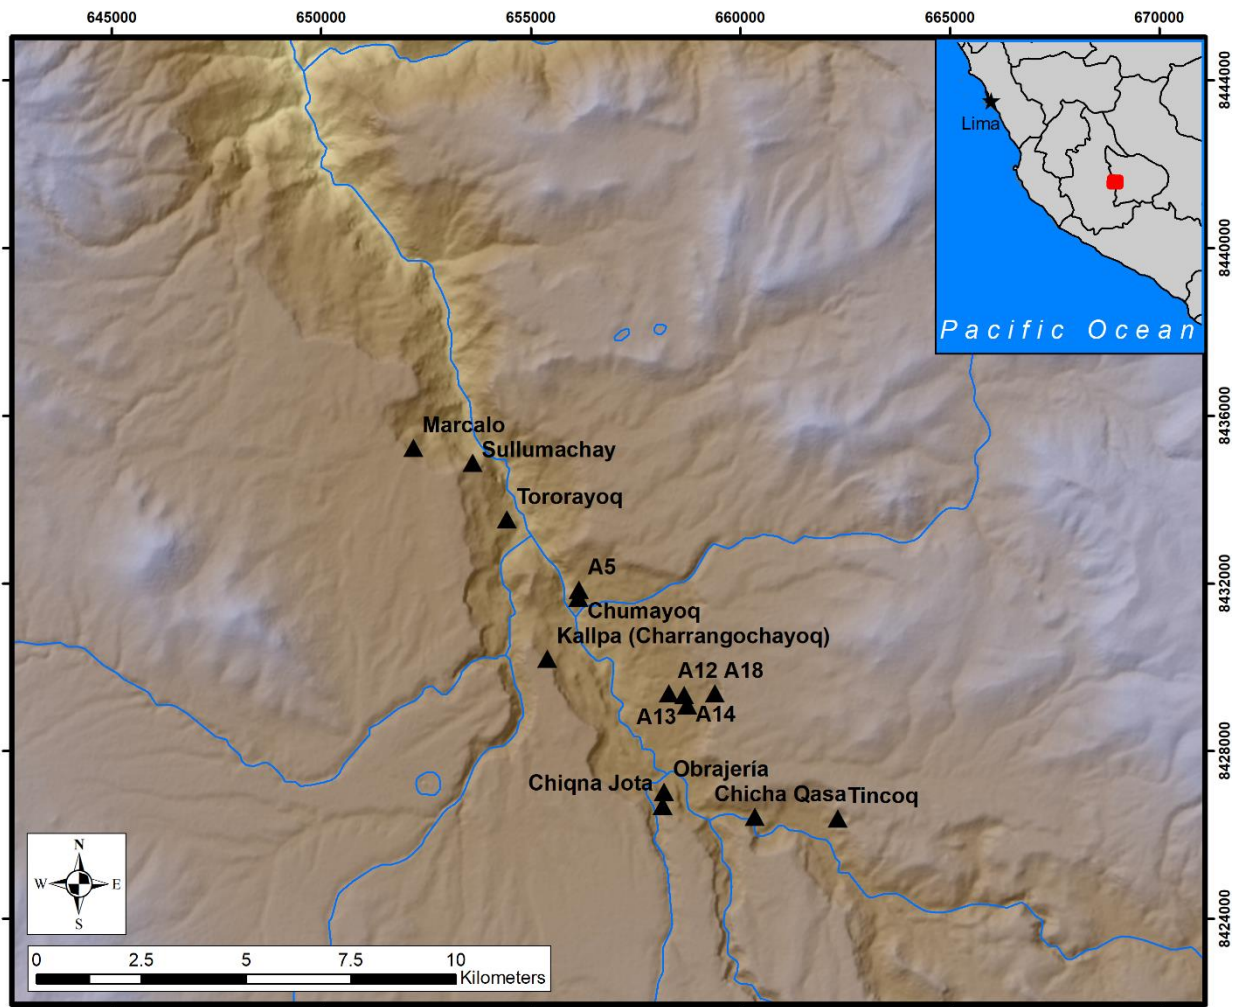 645000 650000 655000 660000 665000 670000
8444000
Lima
8440000
Pacific Ocean
8436000
Marcalo
Sullumachay
Tororayoq
A5
8432000
Chumayoq
Kallpa (Charrangochayoq)
A12 A18
A13 A14
8428000
Obrajería
Chiqna Jota
Chicha Qasa Tincoq
N
W E
S
8424000
0 2.5 5 7.5 10
Kilometers